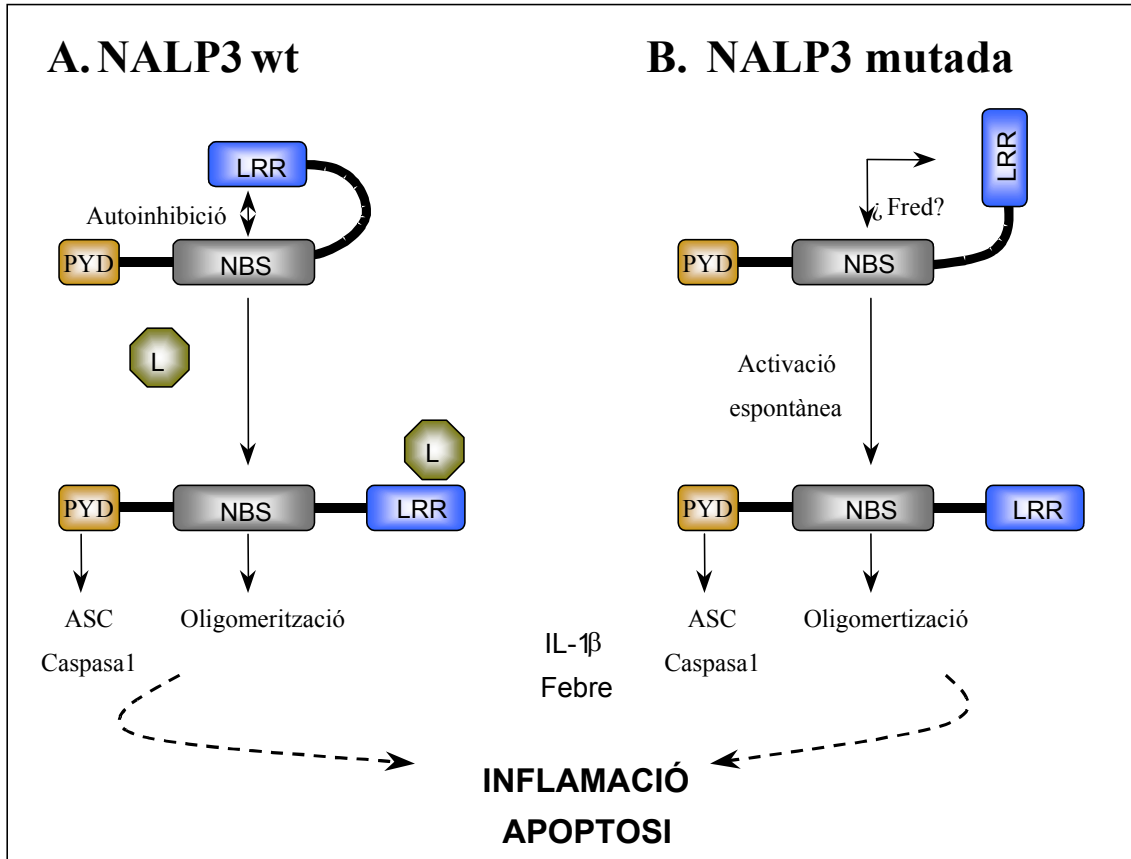 A. NALP3 wt
LRR
Autoinhibició
PYD
NBS
L
L
PYD
NBS
LRR
ASC
Oligomerització
Caspasa1
B. NALP3 mutada
LRR
¿ Fred?
PYD
NBS
Activació
espontànea
PYD
NBS
LRR
ASC
Oligomertizació
Caspasa1
IL-1β
Febre
INFLAMACIÓ
APOPTOSI